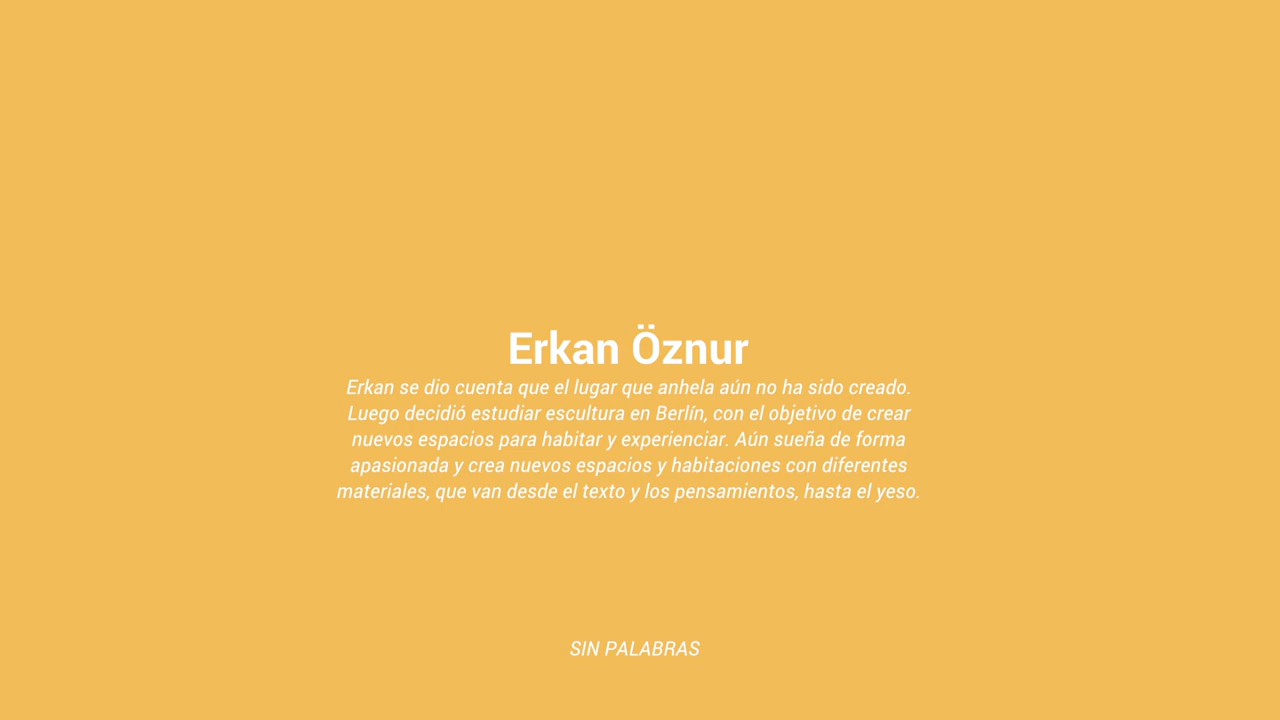 Erkan Öznur
Erkan se dio cuenta que el lugar que anhela aún no ha sido creado.
Luego decidió estudiar escultura en Berlín, con el objetivo de crear
nuevos espacios para habitar y experienciar. Aún sueña de forma
apasionada y crea nuevos espacios y habitaciones con diferentes
materiales, que van desde el texto y los pensamientos, hasta el yeso.
SIN PALABRAS